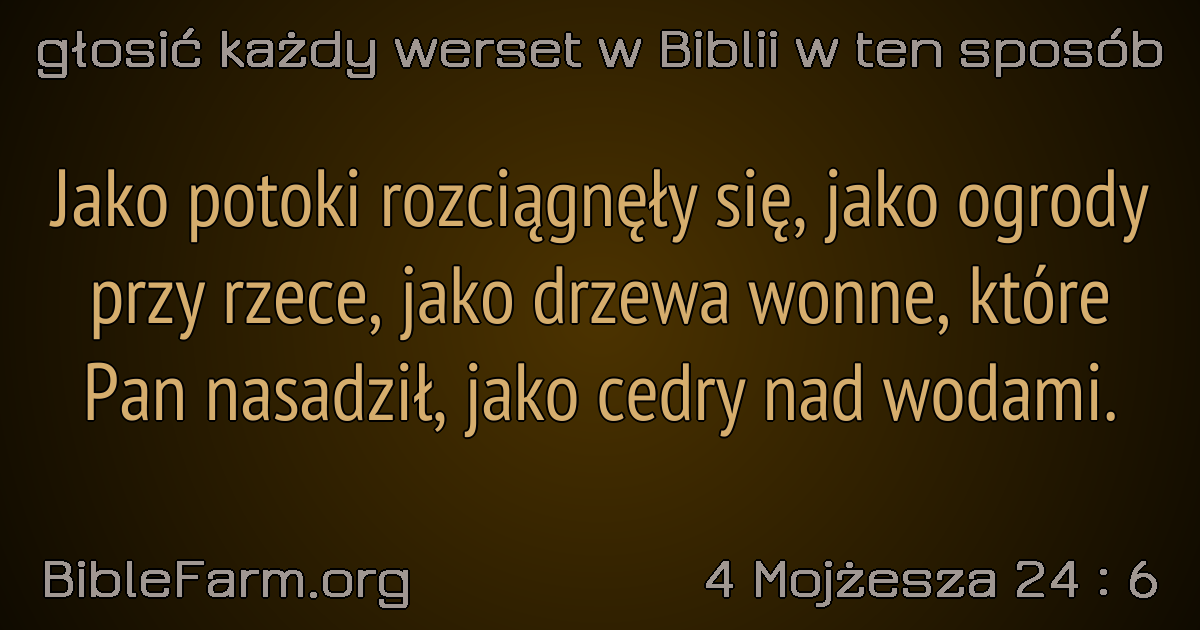 głosić każdy werset w Biblii w ten sposób
Jako potoki rozciągnęły się, jako ogrody
przy rzece, jako drzewa wonne, które
Pan nasadził, jako cedry nad wodami.
BibleFarm.org
4 Mojżesza 24 : 6